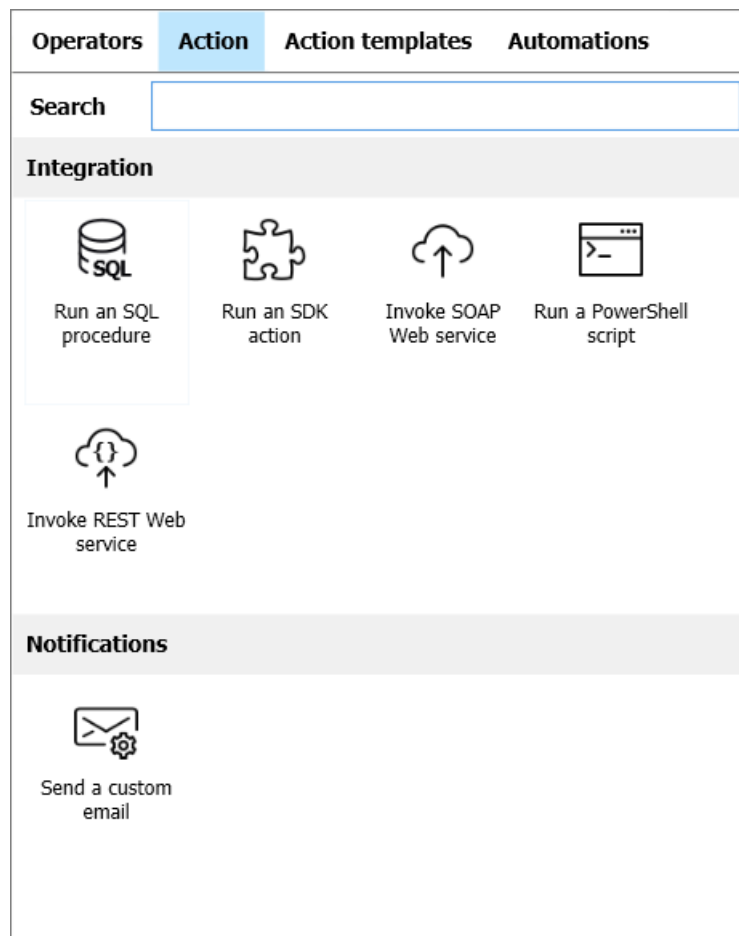 Operators Action Action templates Automations
Search
Integration
SQL
Run an SQL procedure
Run an SDK action
Invoke SOAP Web service
>_
Run a PowerShell script
{}
Invoke REST Web service
Notifications
Send a custom email